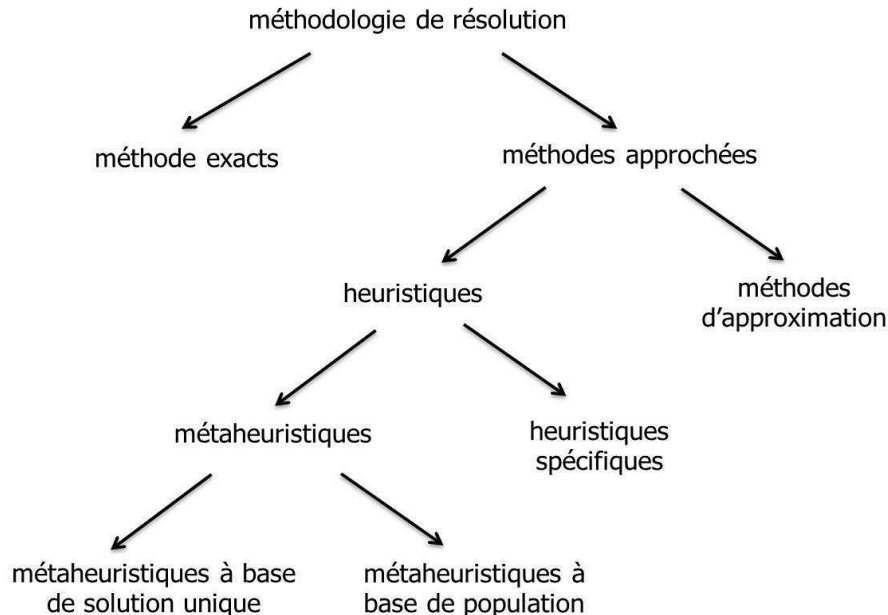 méthodologie de résolution
méthode exacts
méthodes approchées
heuristiques
méthodes
d'approximation
métaheuristiques
heuristiques
spécifiques
métaheuristiques à base
de solution unique
métaheuristiques à
base de population